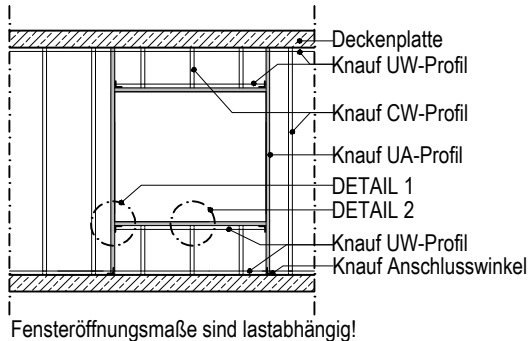 Deckenplatte
Knauf UW-Profil
Knauf CW-Profil
Knauf UA-Profil
DETAIL 1
DETAIL 2
Knauf UW-Profil
Knauf Anschlusswinkel
Fensteröffnungsmaße sind lastabhängig!